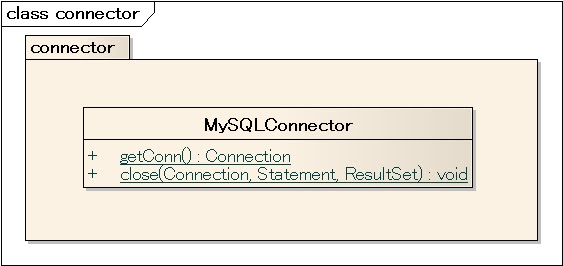 class connector
connector
MySQLConnector
+ getConn() : Connection
+ close(Connection, Statement, ResultSet) : void